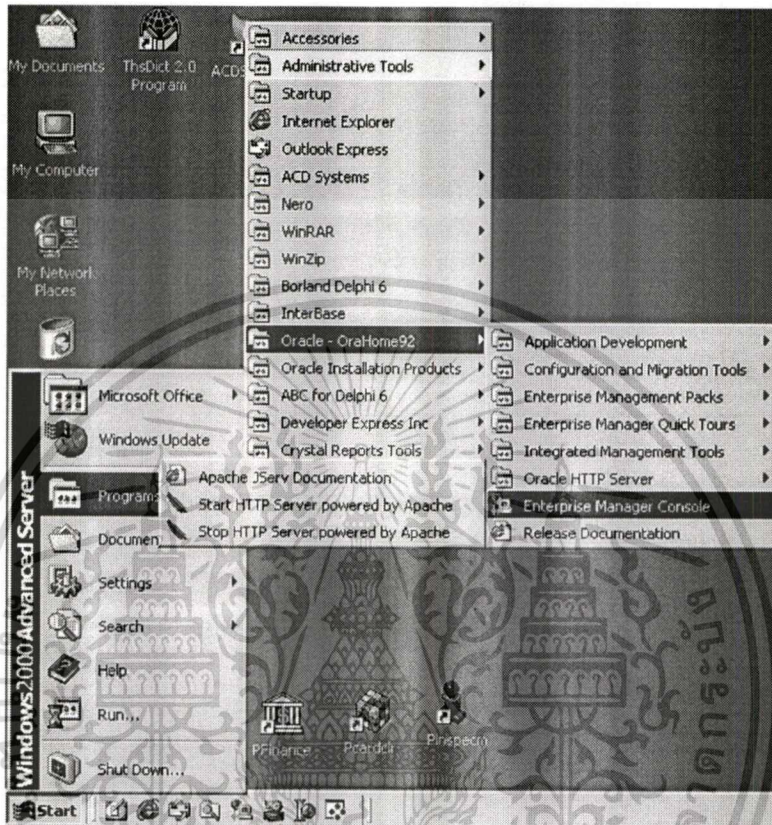 My Documents
ThsDict 2.0
Program
My Computer
My Network
Places
Accessories
Administrative Tools
Startup
Internet Explorer
Outlook Express
ACD Systems
Nero
WinRAR
WinZip
Borland Delphi 6
InterBase
Oracle - OraHome92
Oracle Installation Products
ABC for Delphi 6
Developer Express Inc
Crystal Reports Tools
Application Development
Configuration and Migration Tools
Enterprise Management Packs
Enterprise Manager Quick Tours
Integrated Management Tools
Oracle HTTP Server
Enterprise Manager Console
Release Documentation
Apache JServ Documentation
Start HTTP Server powered by Apache
Stop HTTP Server powered by Apache
Microsoft Office
Windows Update
Programs
Documen
Settings
Search
Help
Run...
Shut Down...
Windows2000 Advanced Server
PFinance
Pcardclr
Pinspecm
Start